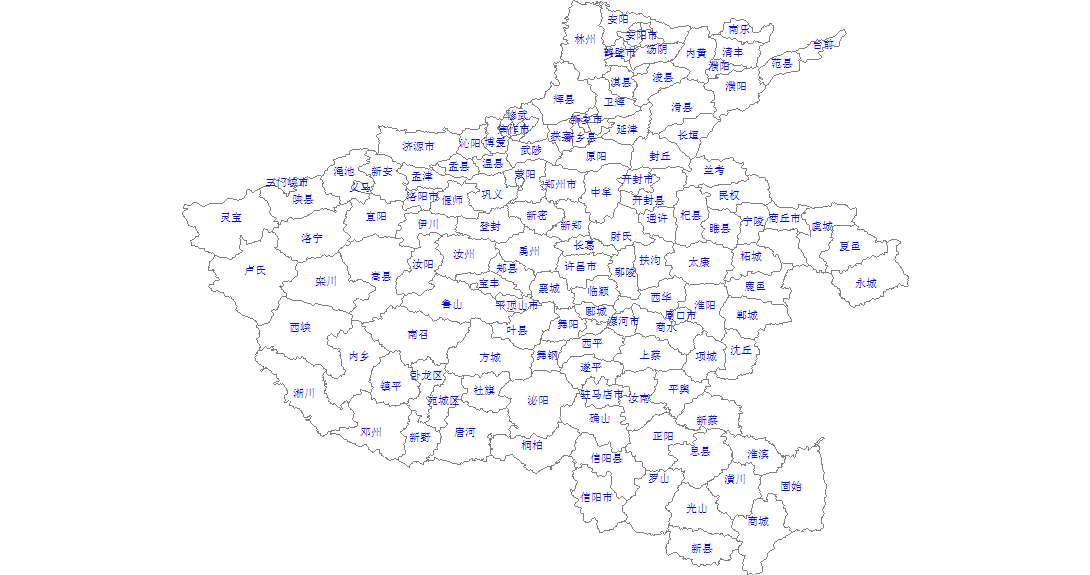 安阳
林州
南乐
安阳市
台前
鹤壁市
汤阴
内黄
清丰
范县
濮阳
淇县
浚县
濮阳
辉县
卫辉
滑县
修武
新乡市
延津
焦作市
获嘉
新乡县
长垣
济源市
沁阳
博爱
武陟
原阳
封丘
孟县
温县
渑池
新安
孟津
荥阳
郑州市
兰考
三门峡市
义马
开封市
中牟
陕县
洛阳市
偃师
巩义
开封县
民权
灵宝
宜阳
伊川
登封
新密
新郑
通许
杞县
睢县
宁陵
商丘市
虞城
洛宁
尉氏
长葛
夏邑
汝州
禹州
卢氏
汝阳
郏县
许昌市
鄢陵
扶沟
太康
柘城
栾川
嵩县
宝丰
襄城
临颍
鹿邑
永城
鲁山
平顶山市
西华
淮阳
郾城
周口市
郸城
西峡
南召
叶县
舞阳
漯河市
商水
内乡
方城
舞钢
西平
上蔡
项城
沈丘
遂平
卧龙区
镇平
社旗
淅川
宛城区
泌阳
驻马店市
汝南
平舆
邓州
新野
唐河
确山
新蔡
桐柏
正阳
息县
淮滨
信阳县
罗山
潢川
固始
信阳市
光山
商城
新县